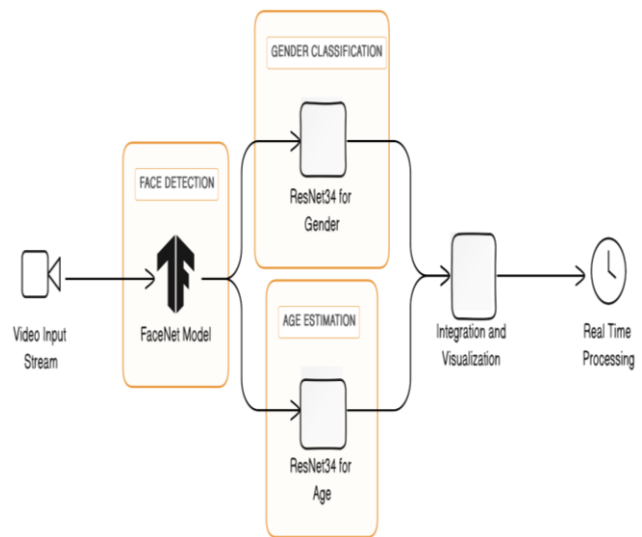 GENDER CLASSIFICATION
ResNet34 for
Gender
FACE DETECTION
FaceNet Model
Video Input
Stream
AGE ESTIMATION
ResNet34 for
Age
Integration and
Visualization
Real Time
Processing